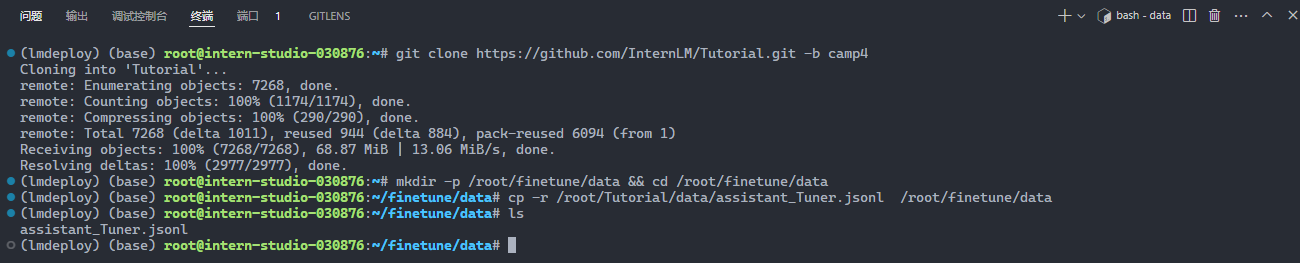 问题 输出 调试控制台 终端 端口 1 GITLENS bash - data
(lmdeploy) (base) root@intern-studio-030876:~# git clone https://github.com/InternLM/Tutorial.git -b camp4
Cloning into 'Tutorial'...
remote: Enumerating objects: 7268, done.
remote: Counting objects: 100% (1174/1174), done.
remote: Compressing objects: 100% (290/290), done.
remote: Total 7268 (delta 1011), reused 944 (delta 884), pack-reused 6094 (from 1)
Receiving objects: 100% (7268/7268), 68.87 MiB | 13.06 MiB/s, done.
Resolving deltas: 100% (2977/2977), done.
(lmdeploy) (base) root@intern-studio-030876:~# mkdir -p /root/finetune/data && cd /root/finetune/data
(lmdeploy) (base) root@intern-studio-030876:~/finetune/data# cp -r /root/Tutorial/data/assistant_Tuner.jsonl  /root/finetune/data
(lmdeploy) (base) root@intern-studio-030876:~/finetune/data# ls
assistant_Tuner.jsonl
(lmdeploy) (base) root@intern-studio-030876:~/finetune/data#